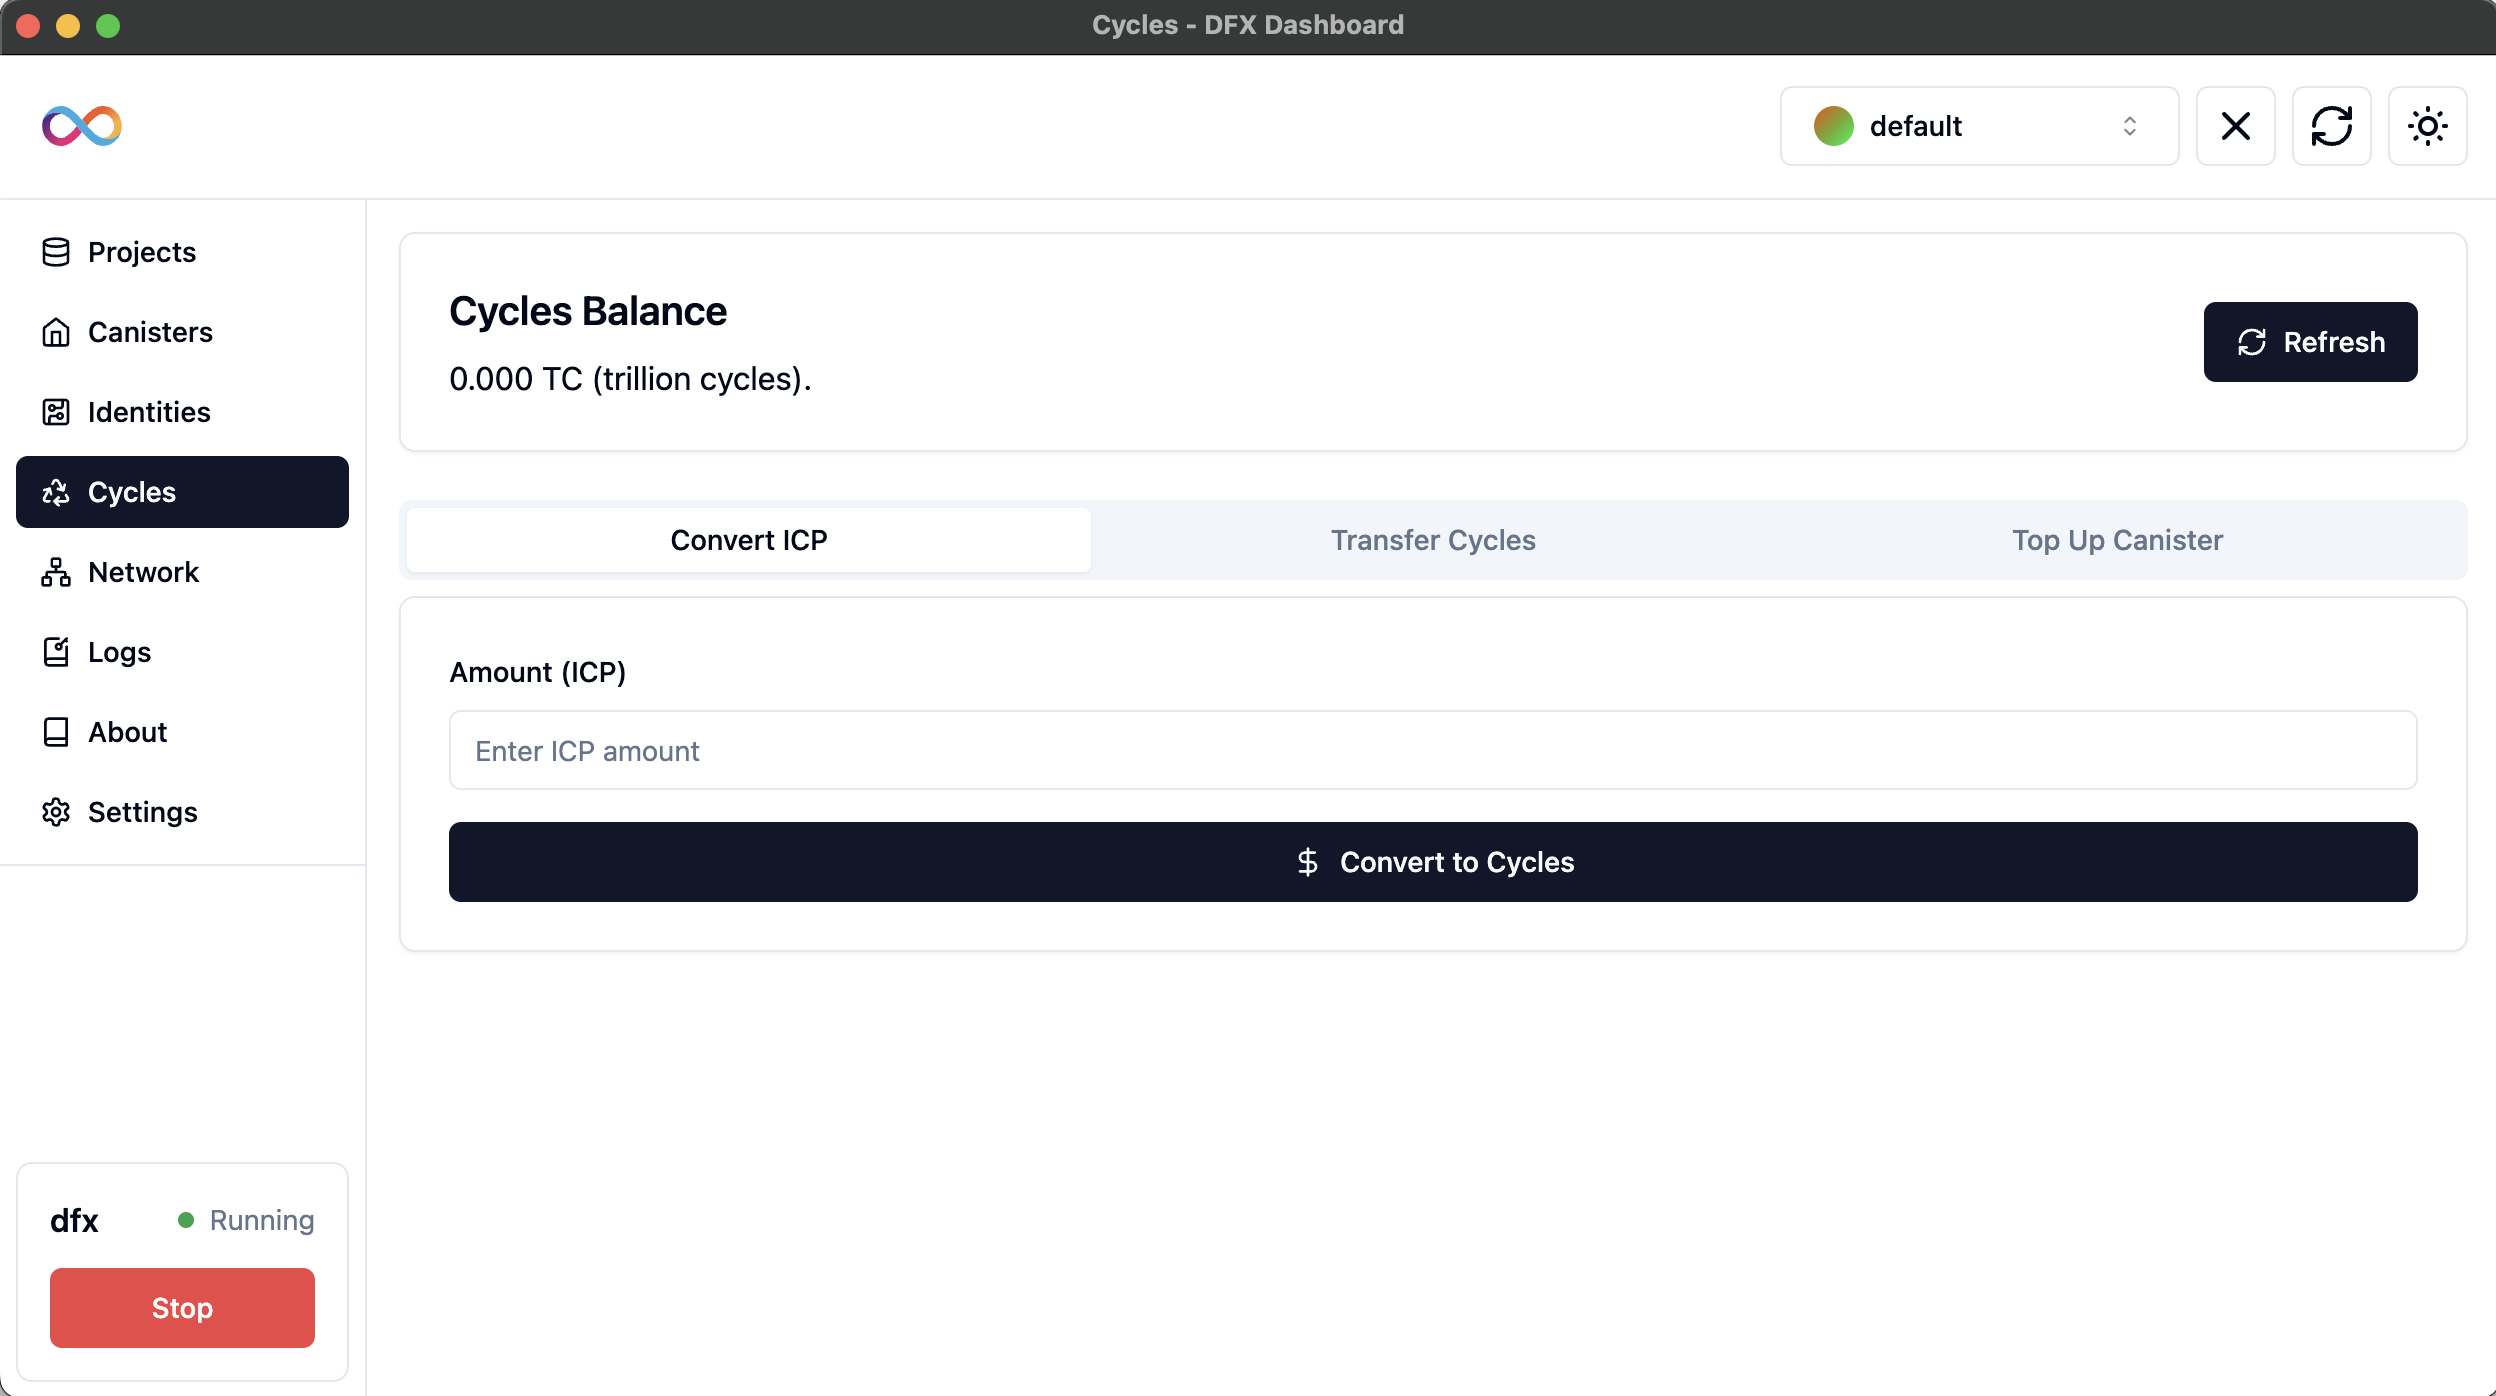 Cycles - DFX Dashboard
default
Projects
Canisters
Identities
Cycles
Network
Logs
About
Settings
Cycles Balance
0.000 TC (trillion cycles).
Refresh
Convert ICP
Transfer Cycles
Top Up Canister
Amount (ICP)
Enter ICP amount
Convert to Cycles
dfx
Running
Stop